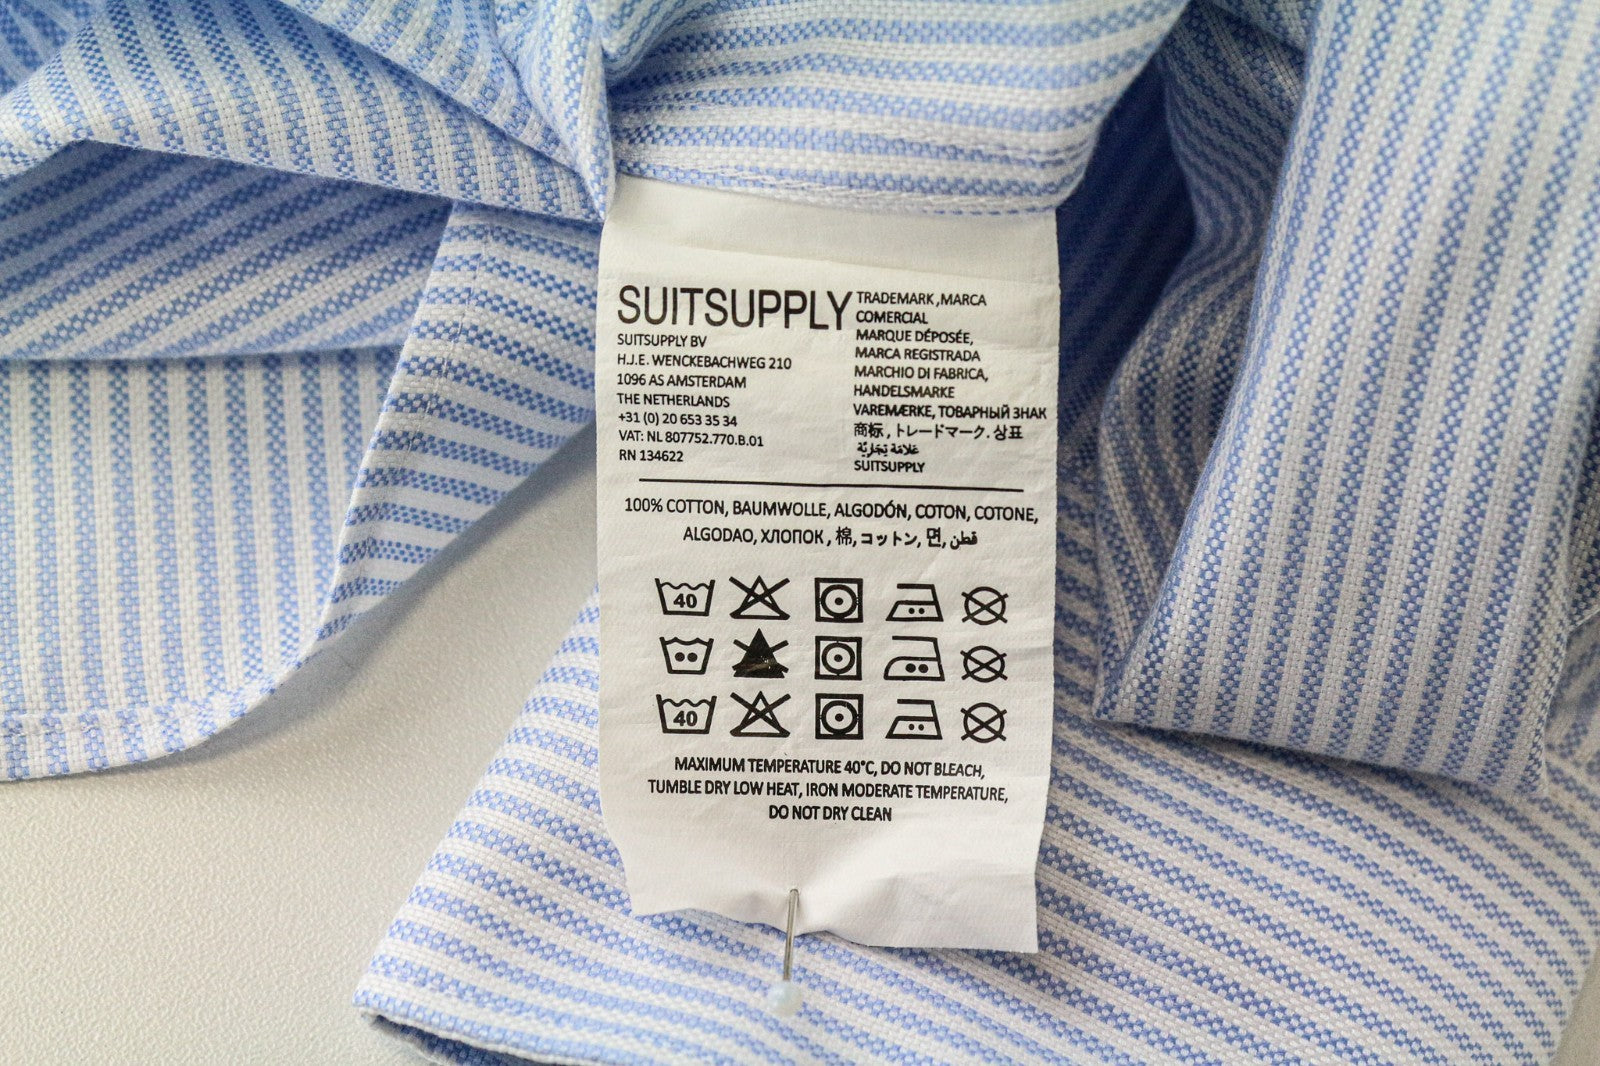 SUITSUPPLY
SUITSUPPLY BV
H.J.E. WENCKEBACHWEG 210
1096 AS AMSTERDAM
THE NETHERLANDS
+31 (0) 20 653 35 34
VAT: NL 807752.770.B.01
RN 134622
TRADEMARK ,MARCA
COMERCIAL
MARQUE DÉPOSÉE,
MARCA REGISTRADA
MARCHIO DI FABRICA,
HANDELSMARKE
VAREMÆRKE, ТОВАРНЫЙ ЗНАК
商标 , トレードマーク. 상표
عَلامَة تِجَارِيَّة
SUITSUPPLY
100% COTTON, BAUMWOLLE, ALGODÓN, COTON, COTONE,
ALGODAO, ХЛОПОК , 棉, コットン, 면, قطن
40
40
MAXIMUM TEMPERATURE 40°C, DO NOT BLEACH,
TUMBLE DRY LOW HEAT, IRON MODERATE TEMPERATURE,
DO NOT DRY CLEAN